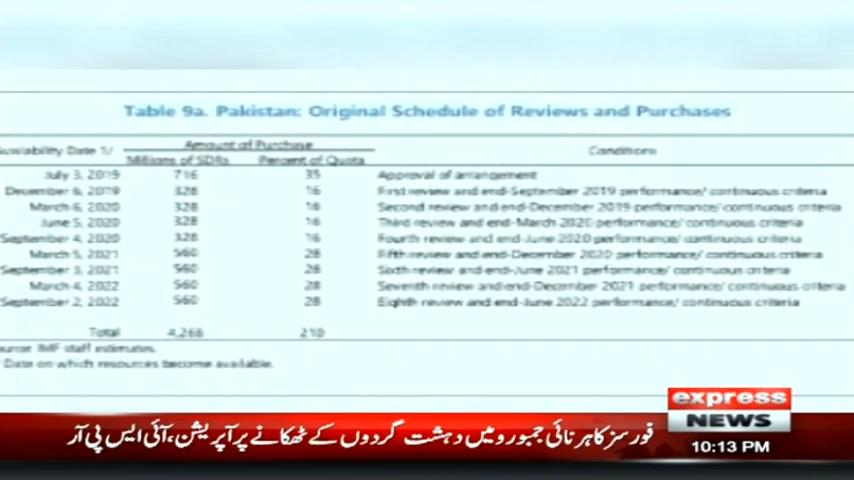 Table 9a. Pakistan: Original Schedule of Reviews and Purchases
Availability Date 1/ Amount of Purchase Conditions
Millions of SDRs Percent of Quota
July 3, 2019 716 35 Approval of arrangement
December 6, 2019 328 16 First review and end-September 2019 performance/ continuous criteria
March 6, 2020 328 16 Second review and end-December 2019 performance/ continuous criteria
June 5, 2020 328 16 Third review and end-March 2020 performance/ continuous criteria
September 4, 2020 328 16 Fourth review and end-June 2020 performance/ continuous criteria
March 5, 2021 560 28 Fifth review and end-December 2020 performance/ continuous criteria
September 3, 2021 560 28 Sixth review and end-June 2021 performance/ continuous criteria
March 4, 2022 560 28 Seventh review and end-December 2021 performance/ continuous criteria
September 2, 2022 560 28 Eighth review and end-June 2022 performance/ continuous criteria
Total 4,268 210
ource: IMF staff estimates.
Date on which resources become available.
express
NEWS
10:13 PM
فورسز کا ہرنائی جمبورو میں دہشت گردوں کے ٹھکانے پر آپریشن، آئی ایس پی آر